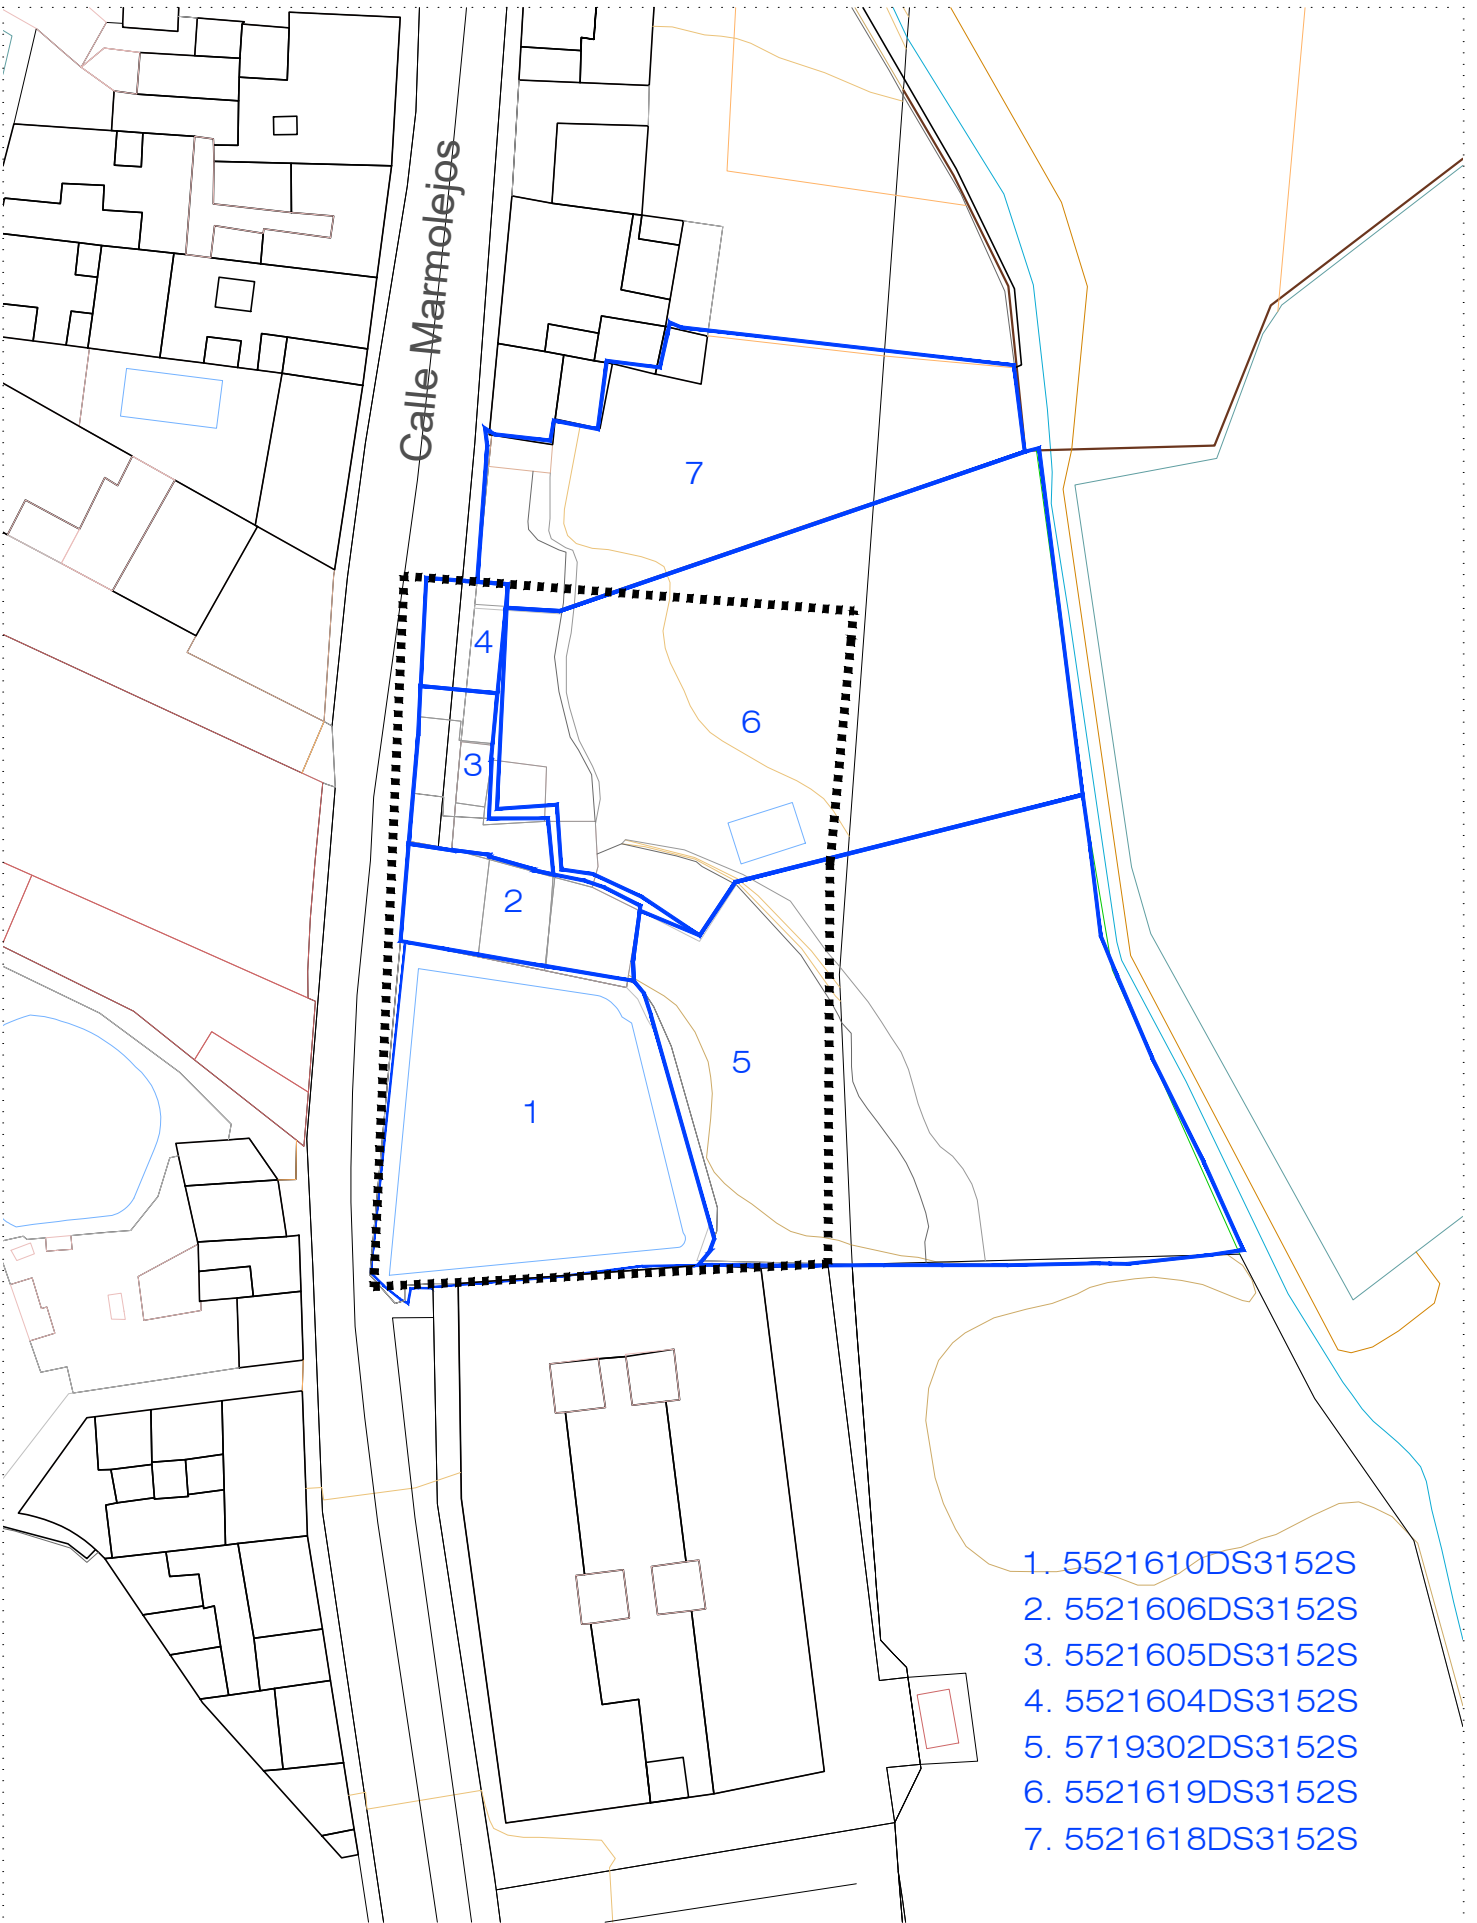 Calle Marmolejos
7
4
6
3
2
5
1
1. 5521610DS3152S
2. 5521606DS3152S
3. 5521605DS3152S
4. 5521604DS3152S
5. 5719302DS3152S
6. 5521619DS3152S
7. 5521618DS3152S